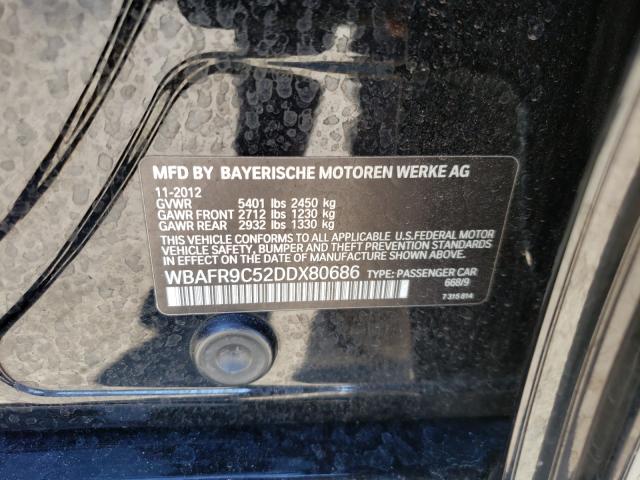 MFD BY BAYERISCHE MOTOREN WERKE AG
11-2012
GVWR 5401 lbs 2450 kg
GAWR FRONT 2712 lbs 1230 kg
GAWR REAR 2932 lbs 1330 kg
THIS VEHICLE CONFORMS TO ALL APPLICABLE U.S.FEDERAL MOTOR
VEHICLE SAFETY, BUMPER AND THEFT PREVENTION STANDARDS
IN EFFECT ON THE DATE OF MANUFACTURE SHOWN ABOVE.
WBAFR9C52DDX80686 TYPE: PASSENGER CAR
668/9
7 315 814